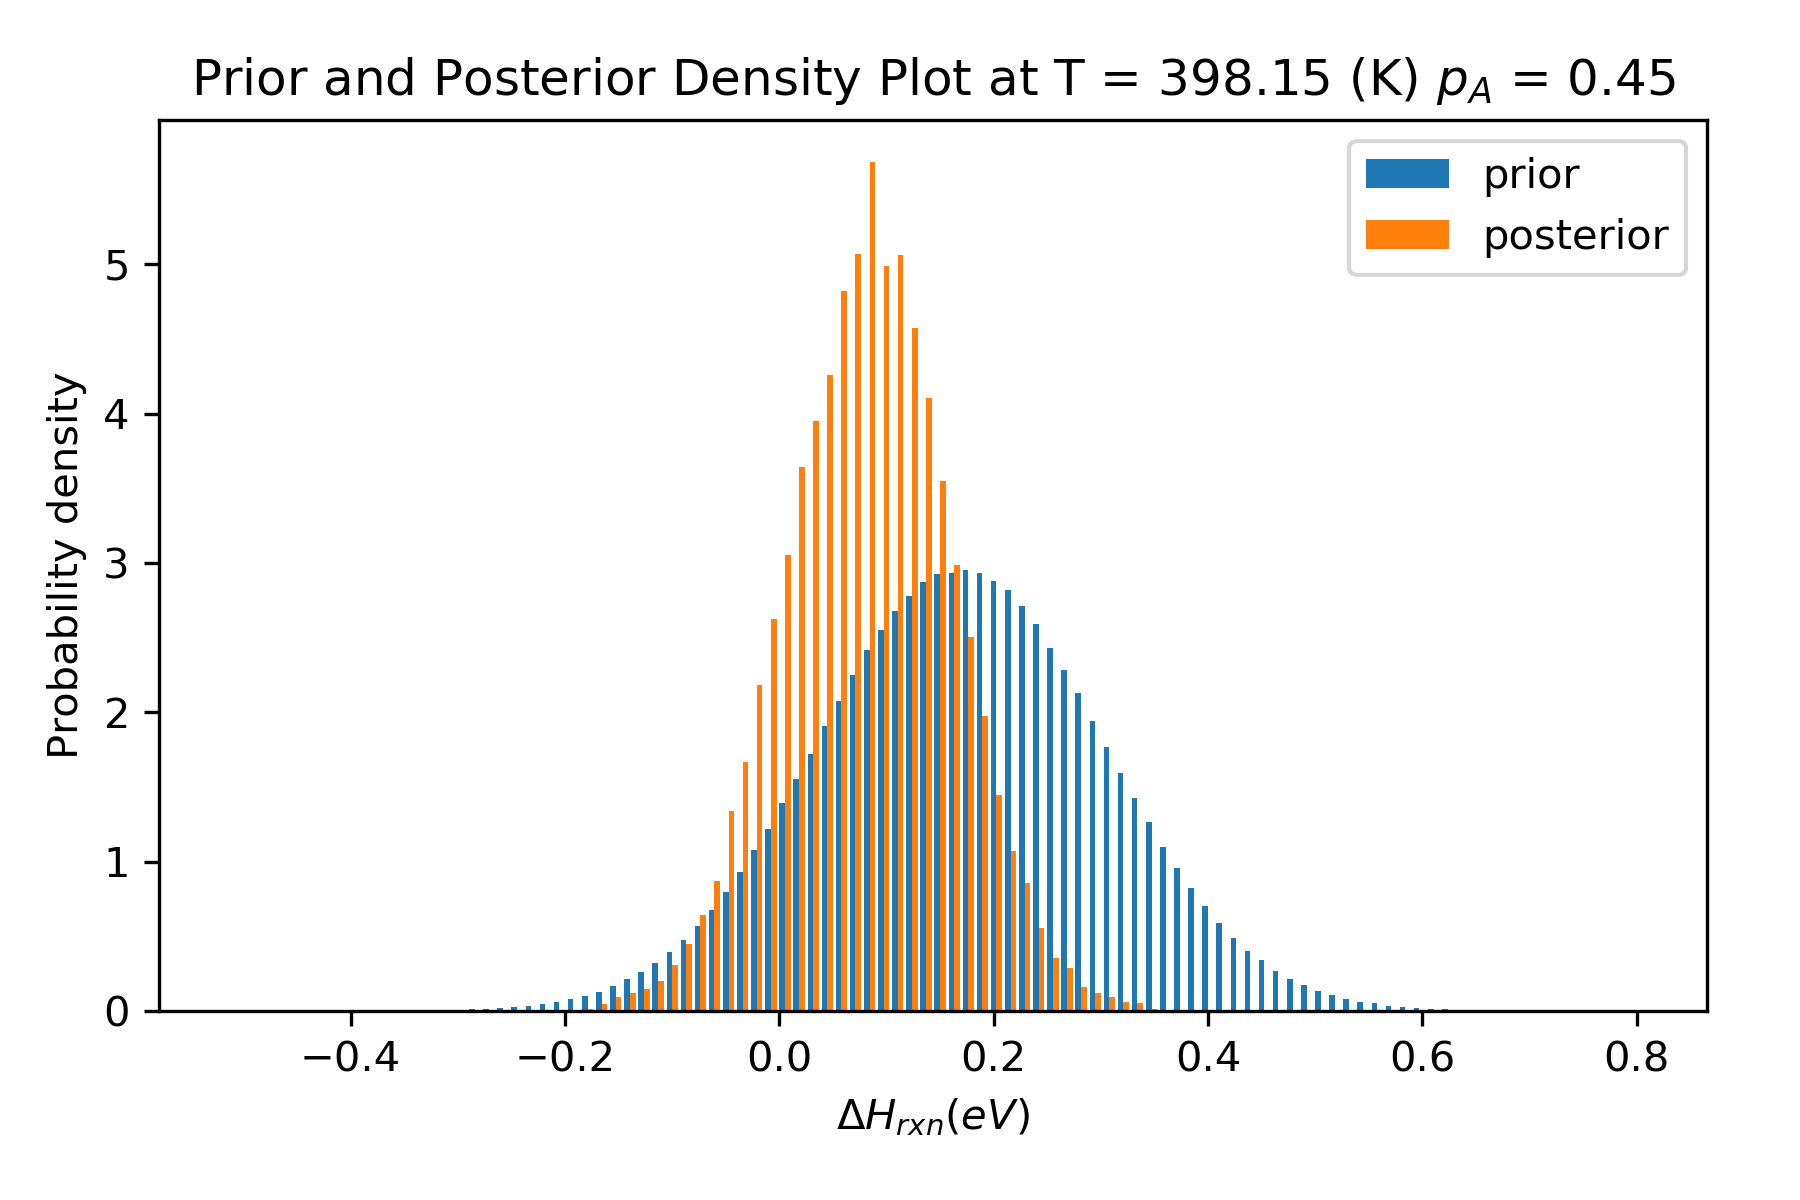 Prior and Posterior Density Plot at T = 398.15 (K) p_A = 0.45
prior
posterior
Probability density
5
4
3
2
1
0
−0.4 −0.2 0.0 0.2 0.4 0.6 0.8
ΔH_rxn(eV)